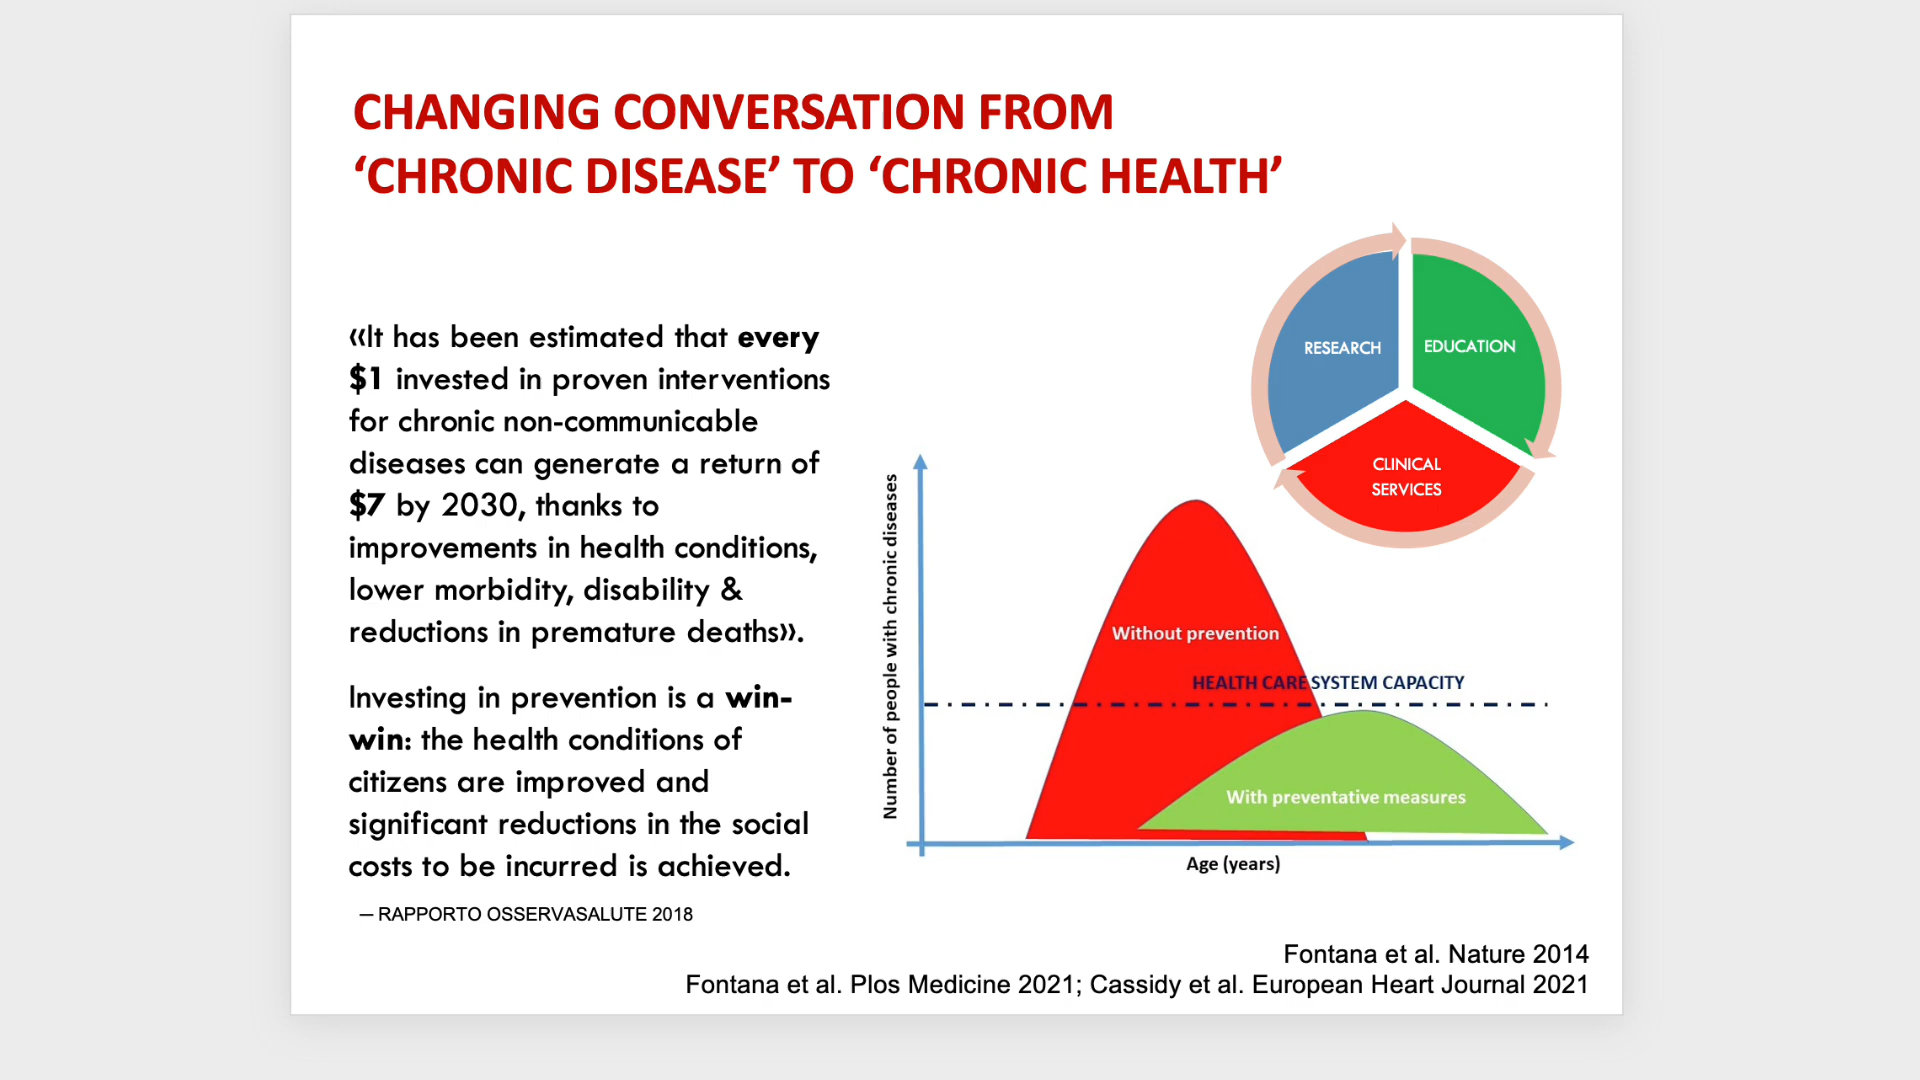 CHANGING CONVERSATION FROM
‘CHRONIC DISEASE’ TO ‘CHRONIC HEALTH’
«It has been estimated that every
$1 invested in proven interventions
for chronic non-communicable
diseases can generate a return of
$7 by 2030, thanks to
improvements in health conditions,
lower morbidity, disability &
reductions in premature deaths».
Investing in prevention is a win-
win: the health conditions of
citizens are improved and
significant reductions in the social
costs to be incurred is achieved.
— RAPPORTO OSSERVASALUTE 2018
RESEARCH
EDUCATION
CLINICAL
SERVICES
Number of people with chronic diseases
Without prevention
HEALTH CARE SYSTEM CAPACITY
With preventative measures
Age (years)
Fontana et al. Nature 2014
Fontana et al. Plos Medicine 2021; Cassidy et al. European Heart Journal 2021